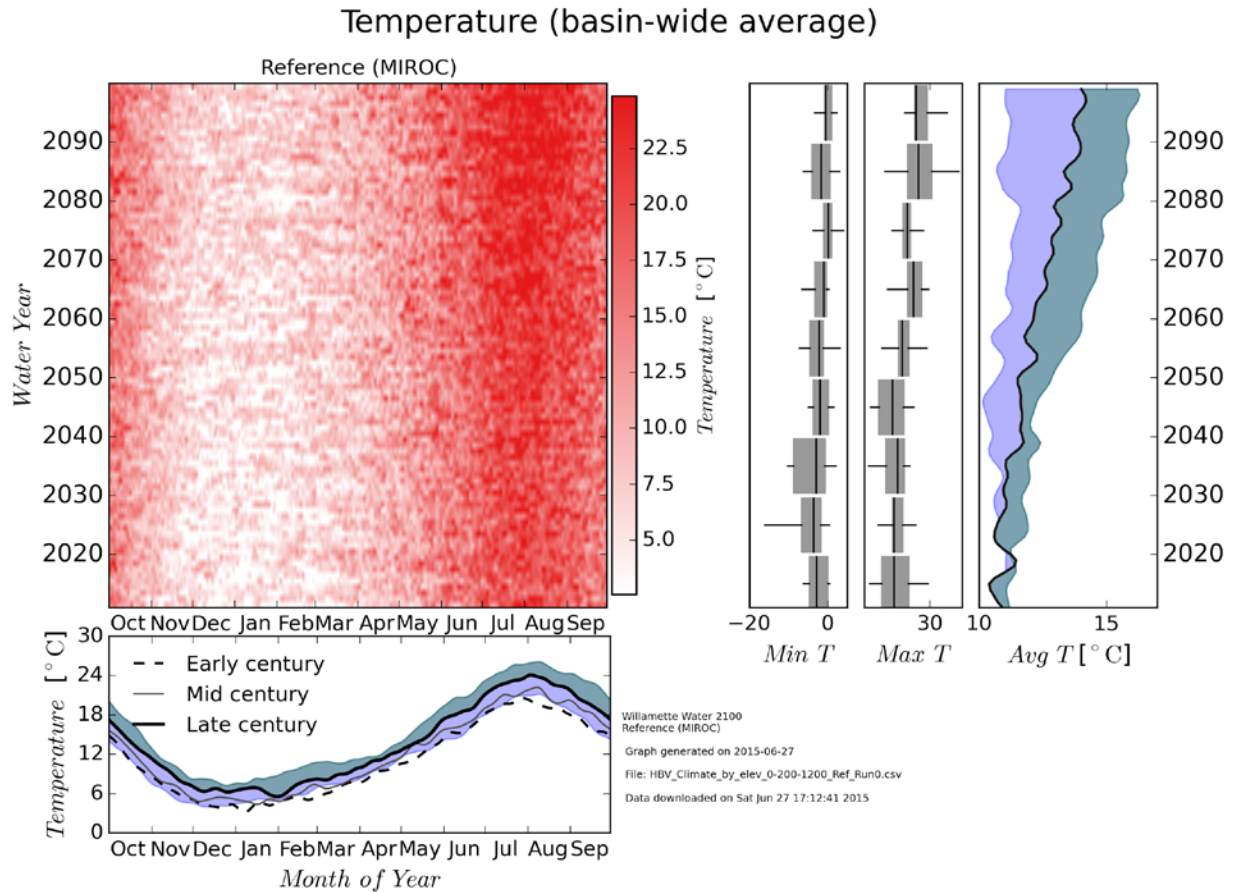 Temperature (basin-wide average)
Reference (MIROC)
Water Year
2090
2080
2070
2060
2050
2040
2030
2020
Oct Nov Dec Jan Feb Mar Apr May Jun Jul Aug Sep
22.5
20.0
17.5
15.0
12.5
10.0
7.5
5.0
Temperature [°C]
−20 0
Min T
30
Max T
10 15
Avg T [°C]
2090
2080
2070
2060
2050
2040
2030
2020
Temperature [°C]
30
24
18
12
6
0
Early century
Mid century
Late century
Oct Nov Dec Jan Feb Mar Apr May Jun Jul Aug Sep
Month of Year
Willamette Water 2100
Reference (MIROC)
Graph generated on 2015-06-27
File: HBV_Climate_by_elev_0-200-1200_Ref_Run0.csv
Data downloaded on Sat Jun 27 17:12:41 2015